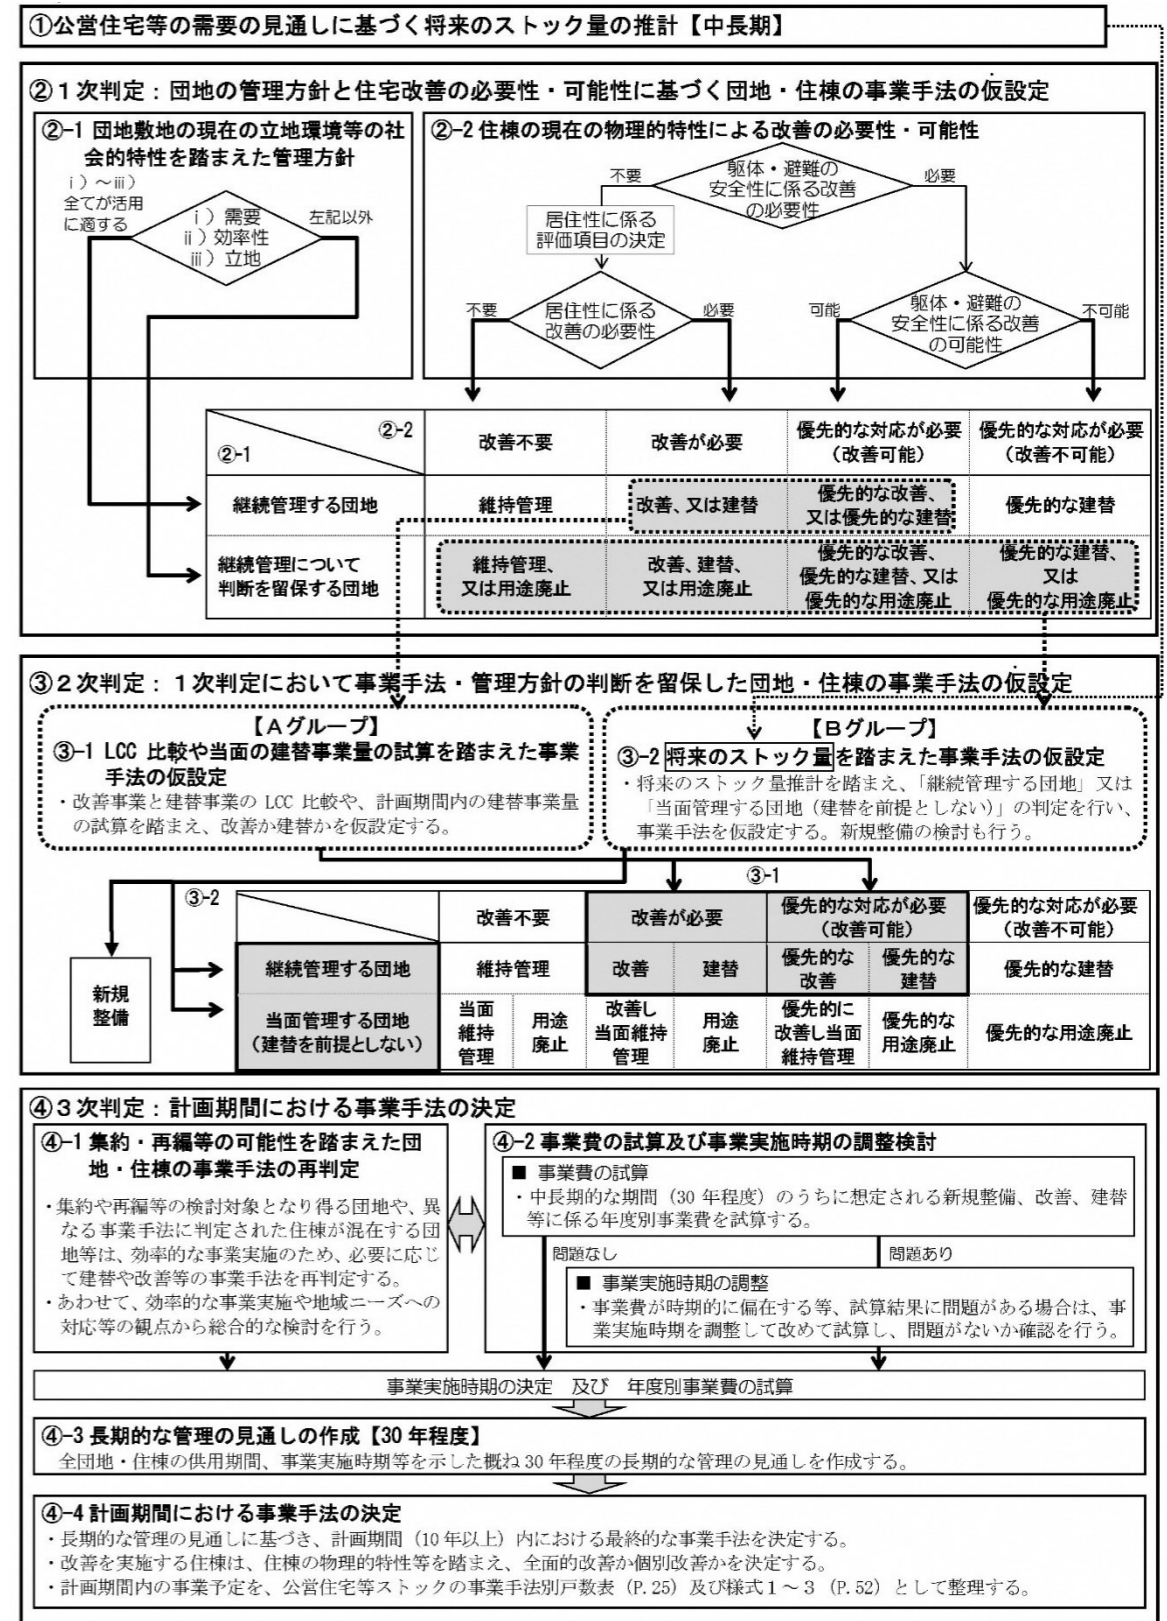 ①公営住宅等の需要の見通しに基づく将来のストック量の推計【中長期】
②１次判定：団地の管理方針と住宅改善の必要性・可能性に基づく団地・住棟の事業手法の仮設定
②-1 団地敷地の現在の立地環境等の社
会的特性を踏まえた管理方針
ⅰ）～ⅲ）
全てが活用
に適する
ⅰ）需要
ⅱ）効率性
ⅲ）立地
左記以外
②-2 住棟の現在の物理的特性による改善の必要性・可能性
不要
躯体・避難の
安全性に係る改善
の必要性
必要
居住性に係る
評価項目の決定
不要
居住性に係る
改善の必要性
必要
可能
躯体・避難の
安全性に係る改善
の可能性
不可能
②-2
②-1
改善不要
改善が必要
優先的な対応が必要
（改善可能）
優先的な対応が必要
（改善不可能）
継続管理する団地
維持管理
改善、又は建替
優先的な改善、
又は優先的な建替
優先的な建替
継続管理について
判断を留保する団地
維持管理、
又は用途廃止
改善、建替、
又は用途廃止
優先的な改善、
優先的な建替、又は
優先的な用途廃止
優先的な建替、
又は
優先的な用途廃止
③２次判定：１次判定において事業手法・管理方針の判断を留保した団地・住棟の事業手法の仮設定
【Ａグループ】
③-1 LCC 比較や当面の建替事業量の試算を踏まえた事業
手法の仮設定
・改善事業と建替事業の LCC 比較や、計画期間内の建替事業量
の試算を踏まえ、改善か建替かを仮設定する。
【Ｂグループ】
③-2 将来のストック量を踏まえた事業手法の仮設定
・将来のストック量推計を踏まえ、「継続管理する団地」又は
「当面管理する団地（建替を前提としない）」の判定を行い、
事業手法を仮設定する。新規整備の検討も行う。
③-2
③-1
新規
整備
改善不要
改善が必要
優先的な対応が必要
（改善可能）
優先的な対応が必要
（改善不可能）
継続管理する団地
維持管理
改善
建替
優先的な
改善
優先的な
建替
優先的な建替
当面管理する団地
（建替を前提としない）
当面
維持
管理
用途
廃止
改善し
当面維持
管理
用途
廃止
優先的に
改善し当面
維持管理
優先的な
用途廃止
優先的な用途廃止
④３次判定：計画期間における事業手法の決定
④-1 集約・再編等の可能性を踏まえた団
地・住棟の事業手法の再判定
・集約や再編等の検討対象となり得る団地や、異
なる事業手法に判定された住棟が混在する団
地等は、効率的な事業実施のため、必要に応じ
て建替や改善等の事業手法を再判定する。
・あわせて、効率的な事業実施や地域ニーズへの
対応等の観点から総合的な検討を行う。
④-2 事業費の試算及び事業実施時期の調整検討
■ 事業費の試算
・中長期的な期間（30 年程度）のうちに想定される新規整備、改善、建替
等に係る年度別事業費を試算する。
問題なし
問題あり
■ 事業実施時期の調整
・事業費が時期的に偏在する等、試算結果に問題がある場合は、事
業実施時期を調整して改めて試算し、問題がないか確認を行う。
事業実施時期の決定　及び　年度別事業費の試算
④-3 長期的な管理の見通しの作成【30 年程度】
全団地・住棟の供用期間、事業実施時期等を示した概ね 30 年程度の長期的な管理の見通しを作成する。
④-4 計画期間における事業手法の決定
・長期的な管理の見通しに基づき、計画期間（10 年以上）内における最終的な事業手法を決定する。
・改善を実施する住棟は、住棟の物理的特性等を踏まえ、全面的改善か個別改善かを決定する。
・計画期間内の事業予定を、公営住宅等ストックの事業手法別戸数表（P.25）及び様式１～３（P.52）として整理する。